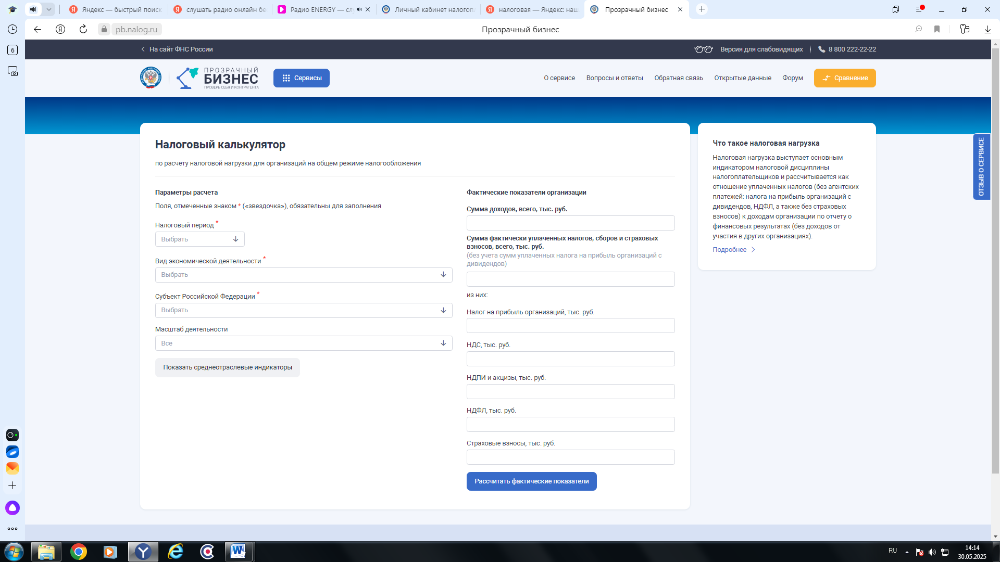 Яндекс — быстрый поиск
слушать радио онлайн бе
Радио ENERGY — сл
Личный кабинет налогопл
налоговая — Яндекс: наш
Прозрачный бизнес
pb.nalog.ru
Прозрачный бизнес
6
На сайт ФНС России
Версия для слабовидящих
8 800 222-22-22
ПРОЗРАЧНЫЙ
БИЗНЕС
ПРОВЕРЬ СЕБЯ И КОНТРАГЕНТА
Сервисы
О сервисе
Вопросы и ответы
Обратная связь
Открытые данные
Форум
Сравнение
Налоговый калькулятор
по расчету налоговой нагрузки для организаций на общем режиме налогообложения
Параметры расчета
Поля, отмеченные знаком * («звездочка»), обязательны для заполнения
Налоговый период *
Выбрать
Вид экономической деятельности *
Выбрать
Субъект Российской Федерации *
Выбрать
Масштаб деятельности
Все
Показать среднеотраслевые индикаторы
Фактические показатели организации
Сумма доходов, всего, тыс. руб.
Сумма фактически уплаченных налогов, сборов и страховых
взносов, всего, тыс. руб.
(без учета сумм уплаченных налога на прибыль организаций с
дивидендов)
из них:
Налог на прибыль организаций, тыс. руб.
НДС, тыс. руб.
НДПИ и акцизы, тыс. руб.
НДФЛ, тыс. руб.
Страховые взносы, тыс. руб.
Рассчитать фактические показатели
Что такое налоговая нагрузка
Налоговая нагрузка выступает основным
индикатором налоговой дисциплины
налогоплательщиков и рассчитывается как
отношение уплаченных налогов (без агентских
платежей: налога на прибыль организаций с
дивидендов, НДФЛ, а также без страховых
взносов) к доходам организации по отчету о
финансовых результатах (без доходов от
участия в других организациях).
Подробнее
ОТЗЫВ О СЕРВИСЕ
RU
14:14
30.05.2025